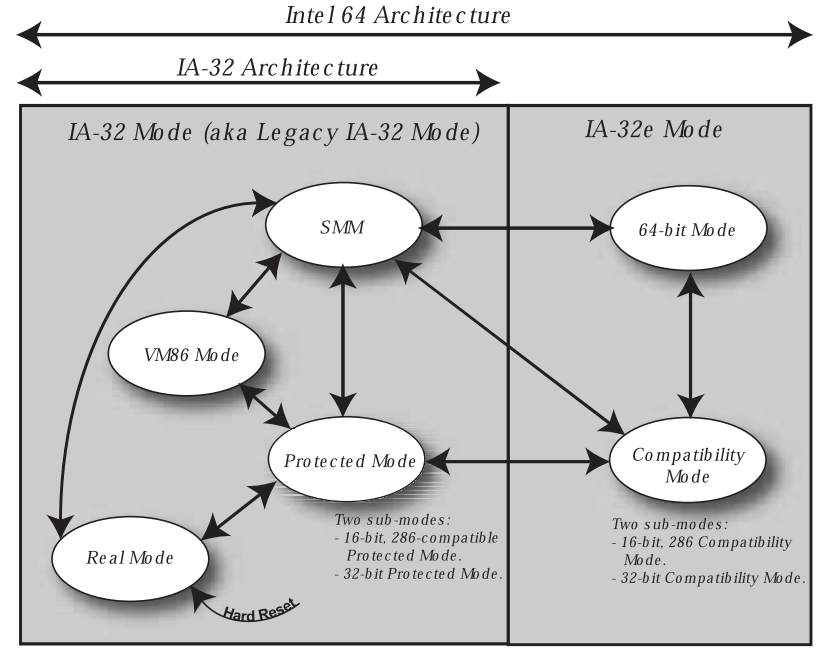 Intel 64 Architecture
IA-32 Architecture
IA-32 Mode (aka Legacy IA-32 Mode)
IA-32e Mode
SMM
64-bit Mode
VM86 Mode
Protected Mode
Compatibility
Mode
Two sub-modes:
- 16-bit, 286-compatible
Protected Mode.
- 32-bit Protected Mode.
Two sub-modes:
- 16-bit, 286 Compatibility
Mode.
- 32-bit Compatibility Mode.
Real Mode
Hard Reset